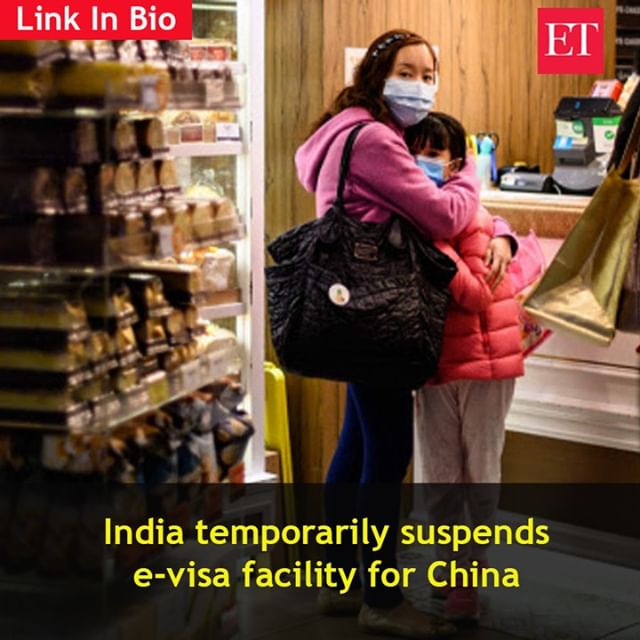 Link In Bio
ET
India temporarily suspends
e-visa facility for China